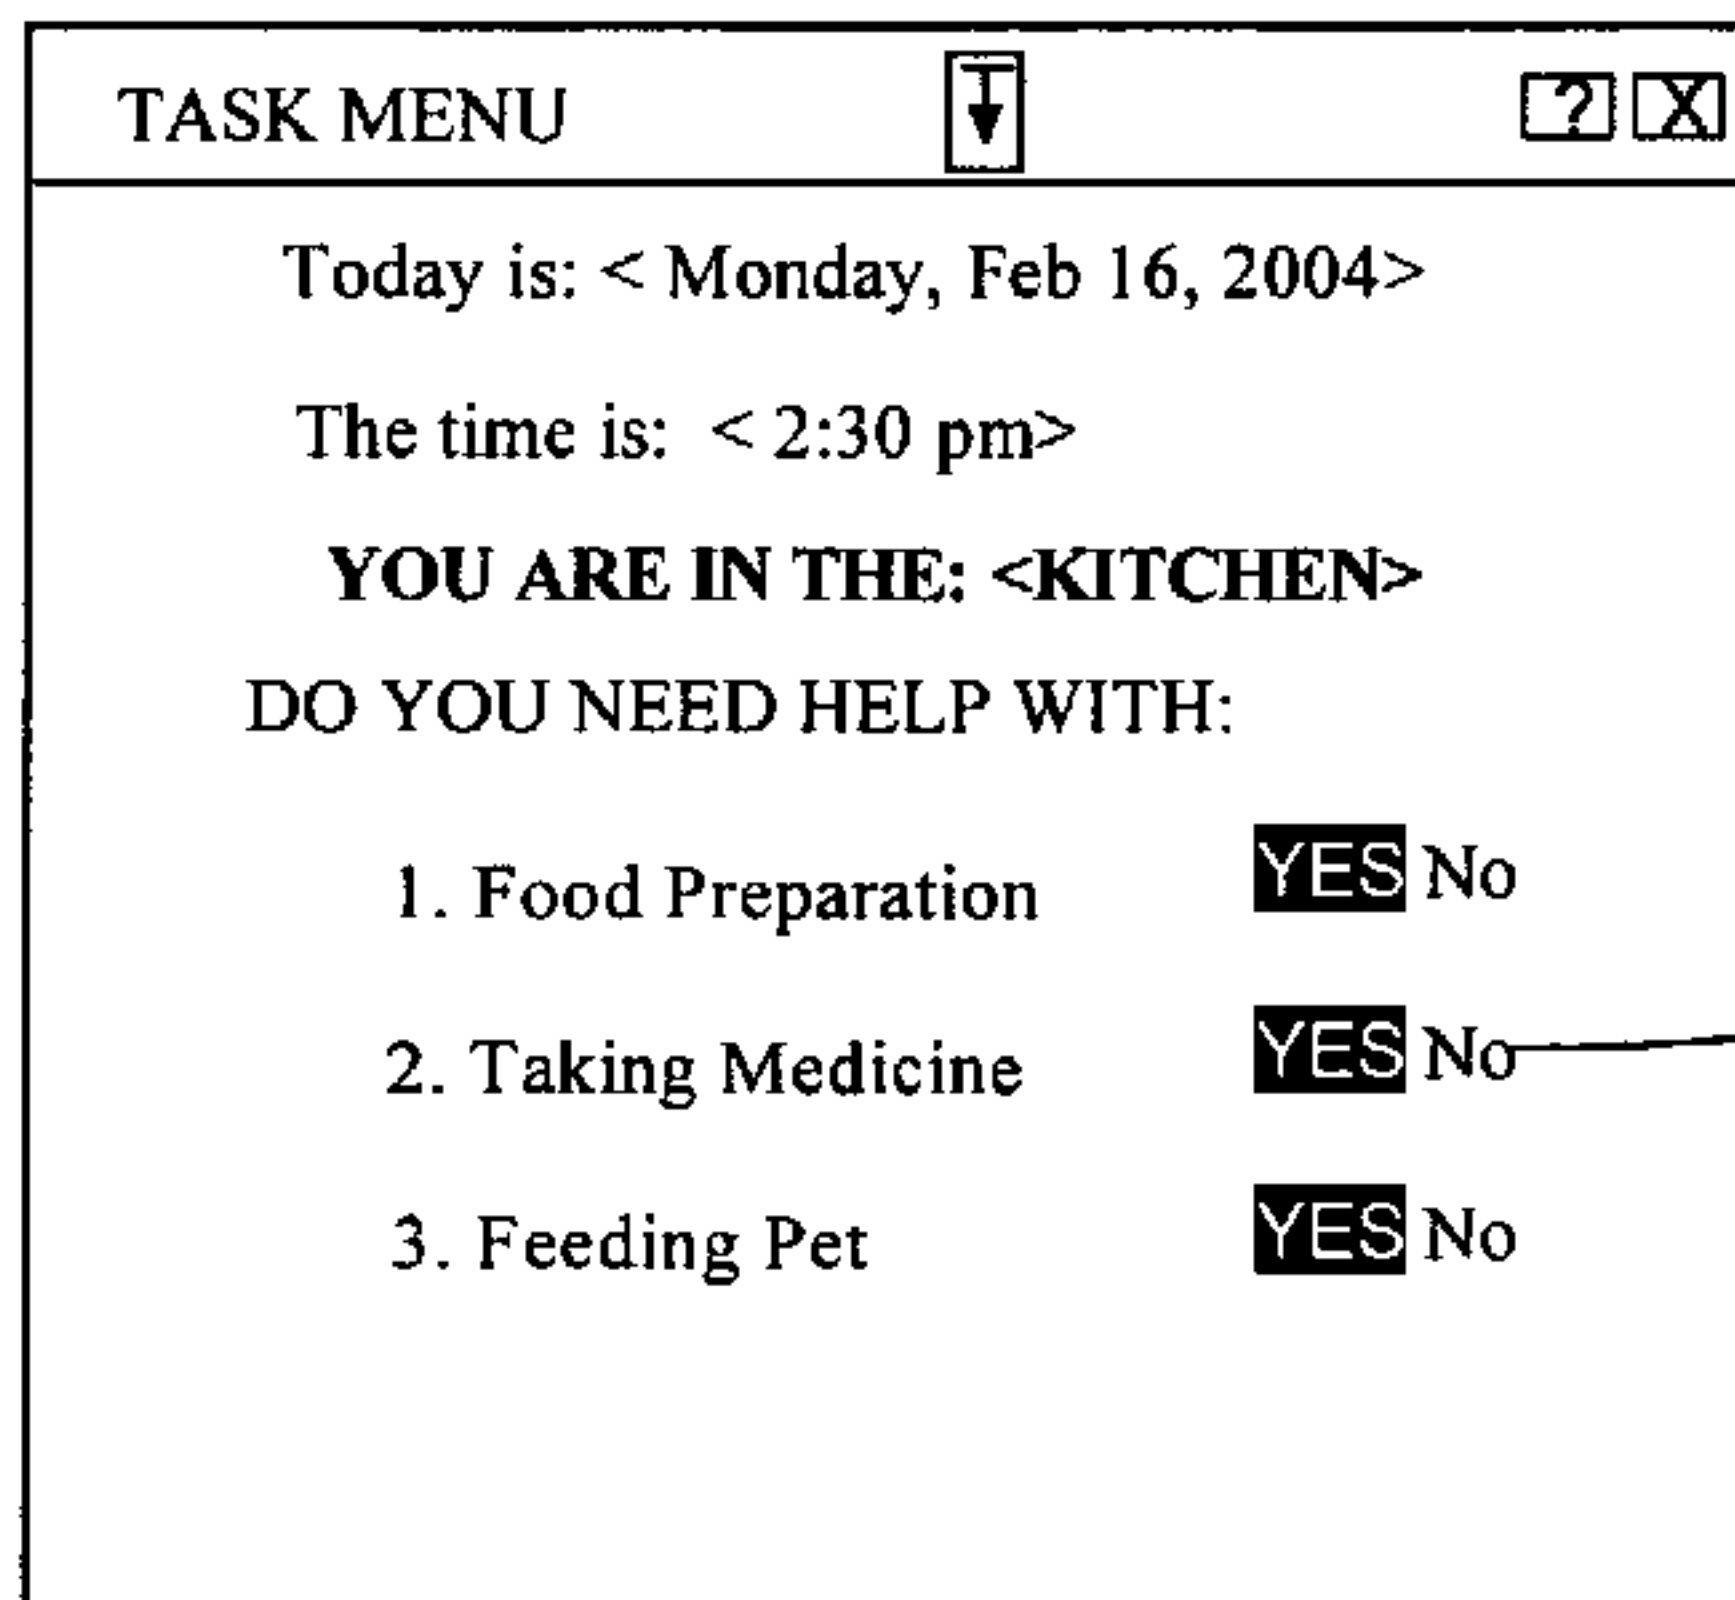 TASK MENU ? X
Today is: < Monday, Feb 16, 2004>
The time is: < 2:30 pm>
YOU ARE IN THE: <KITCHEN>
DO YOU NEED HELP WITH:
1. Food Preparation YES No
2. Taking Medicine YES No
3. Feeding Pet YES No